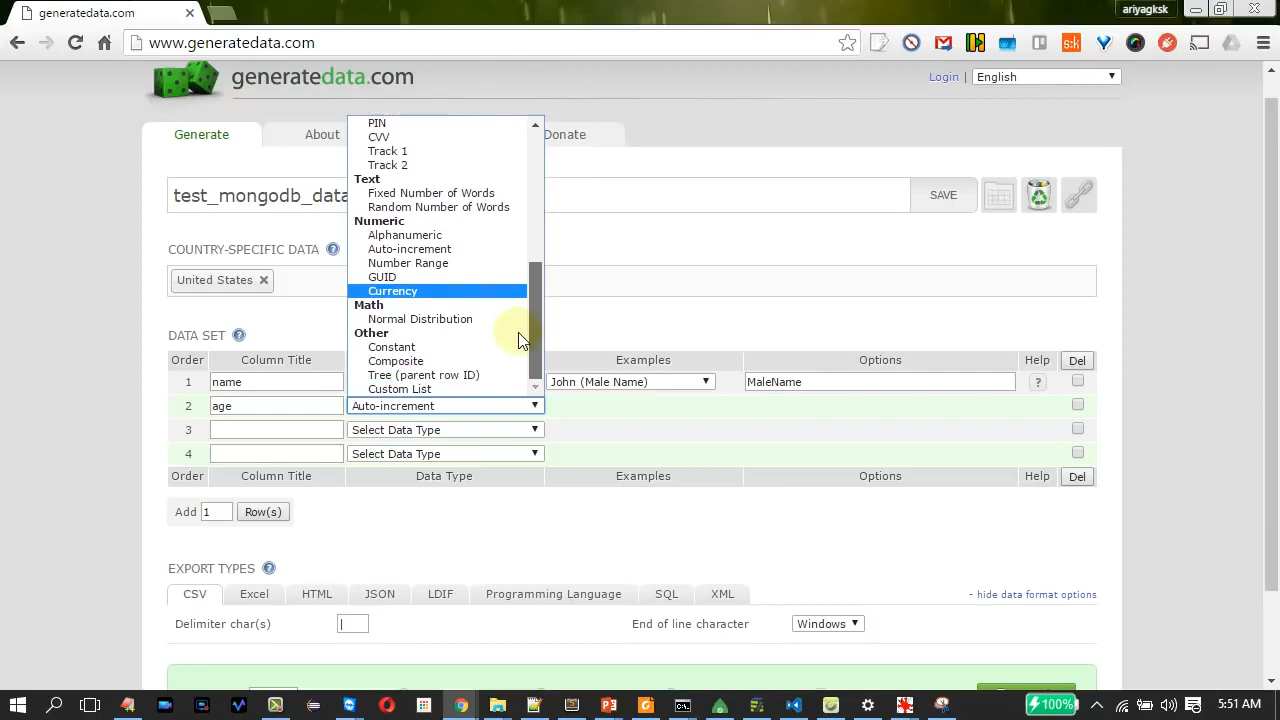 generatedata.com
ariyagksk
www.generatedata.com
generatedata.com
Login | English
Generate
About
Donate
test_mongodb_data
SAVE
COUNTRY-SPECIFIC DATA
United States
PIN
CVV
Track 1
Track 2
Text
Fixed Number of Words
Random Number of Words
Numeric
Alphanumeric
Auto-increment
Number Range
GUID
Currency
Math
Normal Distribution
Other
Constant
Composite
Tree (parent row ID)
Custom List
DATA SET
Order Column Title Examples Options Help Del
1 name John (Male Name) MaleName ?
2 age Auto-increment
3 Select Data Type
4 Select Data Type
Order Column Title Data Type Examples Options Help Del
Add 1 Row(s)
EXPORT TYPES
CSV Excel HTML JSON LDIF Programming Language SQL XML
- hide data format options
Delimiter char(s) | End of line character Windows
100%
5:51 AM